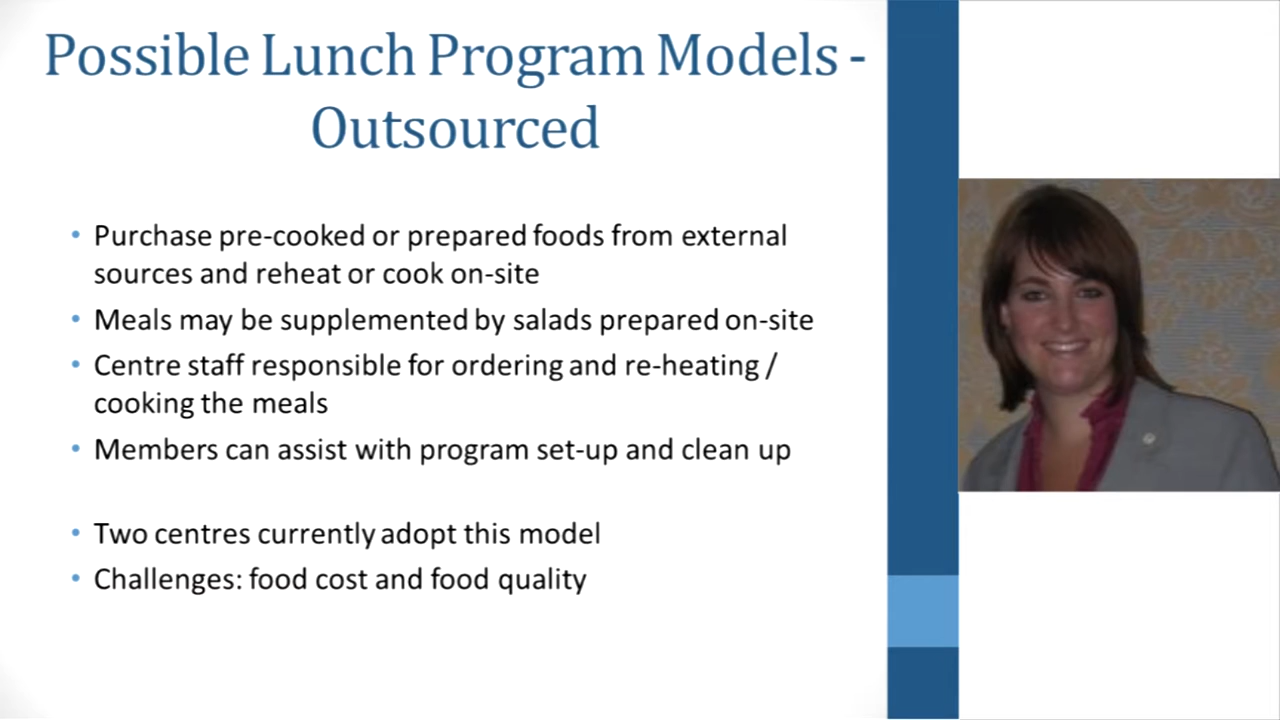 Possible Lunch Program Models -
Outsourced
• Purchase pre-cooked or prepared foods from external
sources and reheat or cook on-site
• Meals may be supplemented by salads prepared on-site
• Centre staff responsible for ordering and re-heating /
cooking the meals
• Members can assist with program set-up and clean up
• Two centres currently adopt this model
• Challenges: food cost and food quality